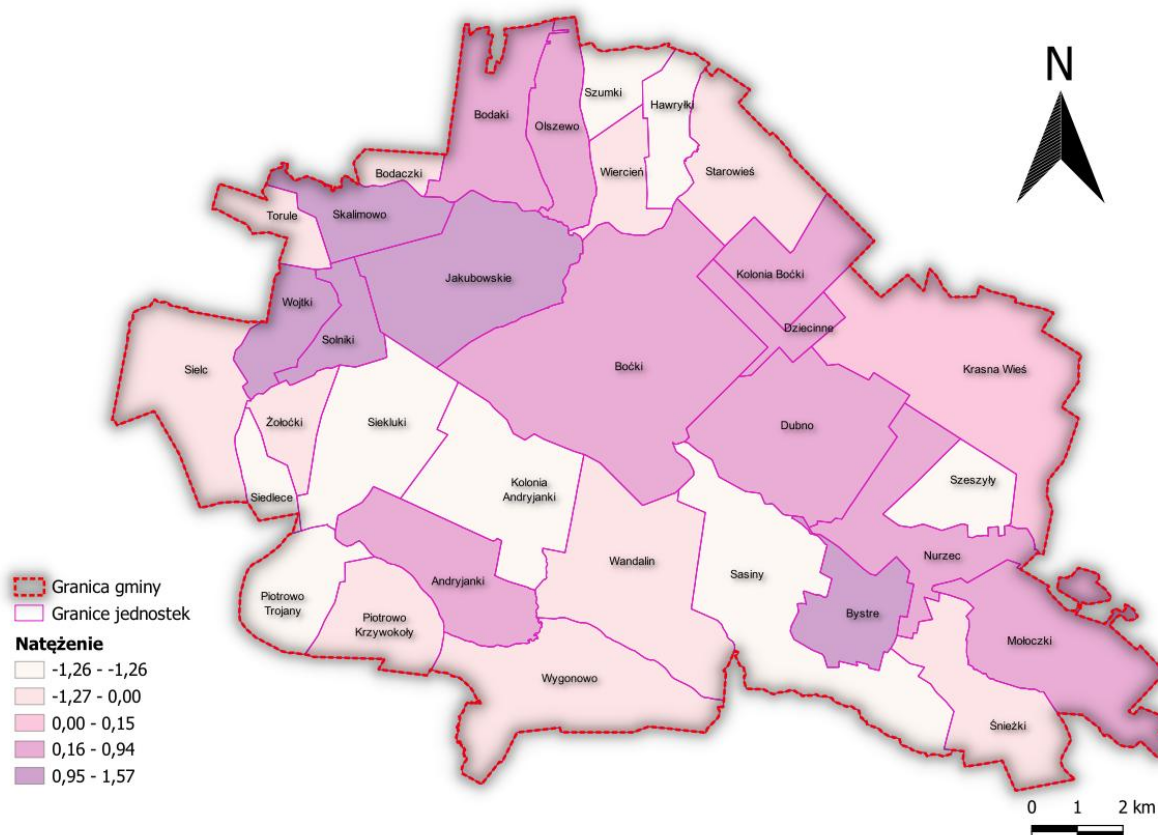 N
Szumki
Hawryłki
Bodaki
Olszewo
Bodaczki
Wiercień
Starowieś
Torule
Skalimowo
Kolonia Boćki
Jakubowskie
Wojtki
Dziecinne
Solniki
Boćki
Sielc
Krasna Wieś
Żołoćki
Siekluki
Dubno
Kolonia
Andryjanki
Szeszyły
Siedlece
Nurzec
Wandalin
Sasiny
Andryjanki
Piotrowo
Trojany
Piotrowo
Krzywokoły
Bystre
Mołoczki
Wygonowo
Śnieżki
Granica gminy
Granice jednostek
Natężenie
-1,26 - -1,26
-1,27 - 0,00
0,00 - 0,15
0,16 - 0,94
0,95 - 1,57
0 1 2 km